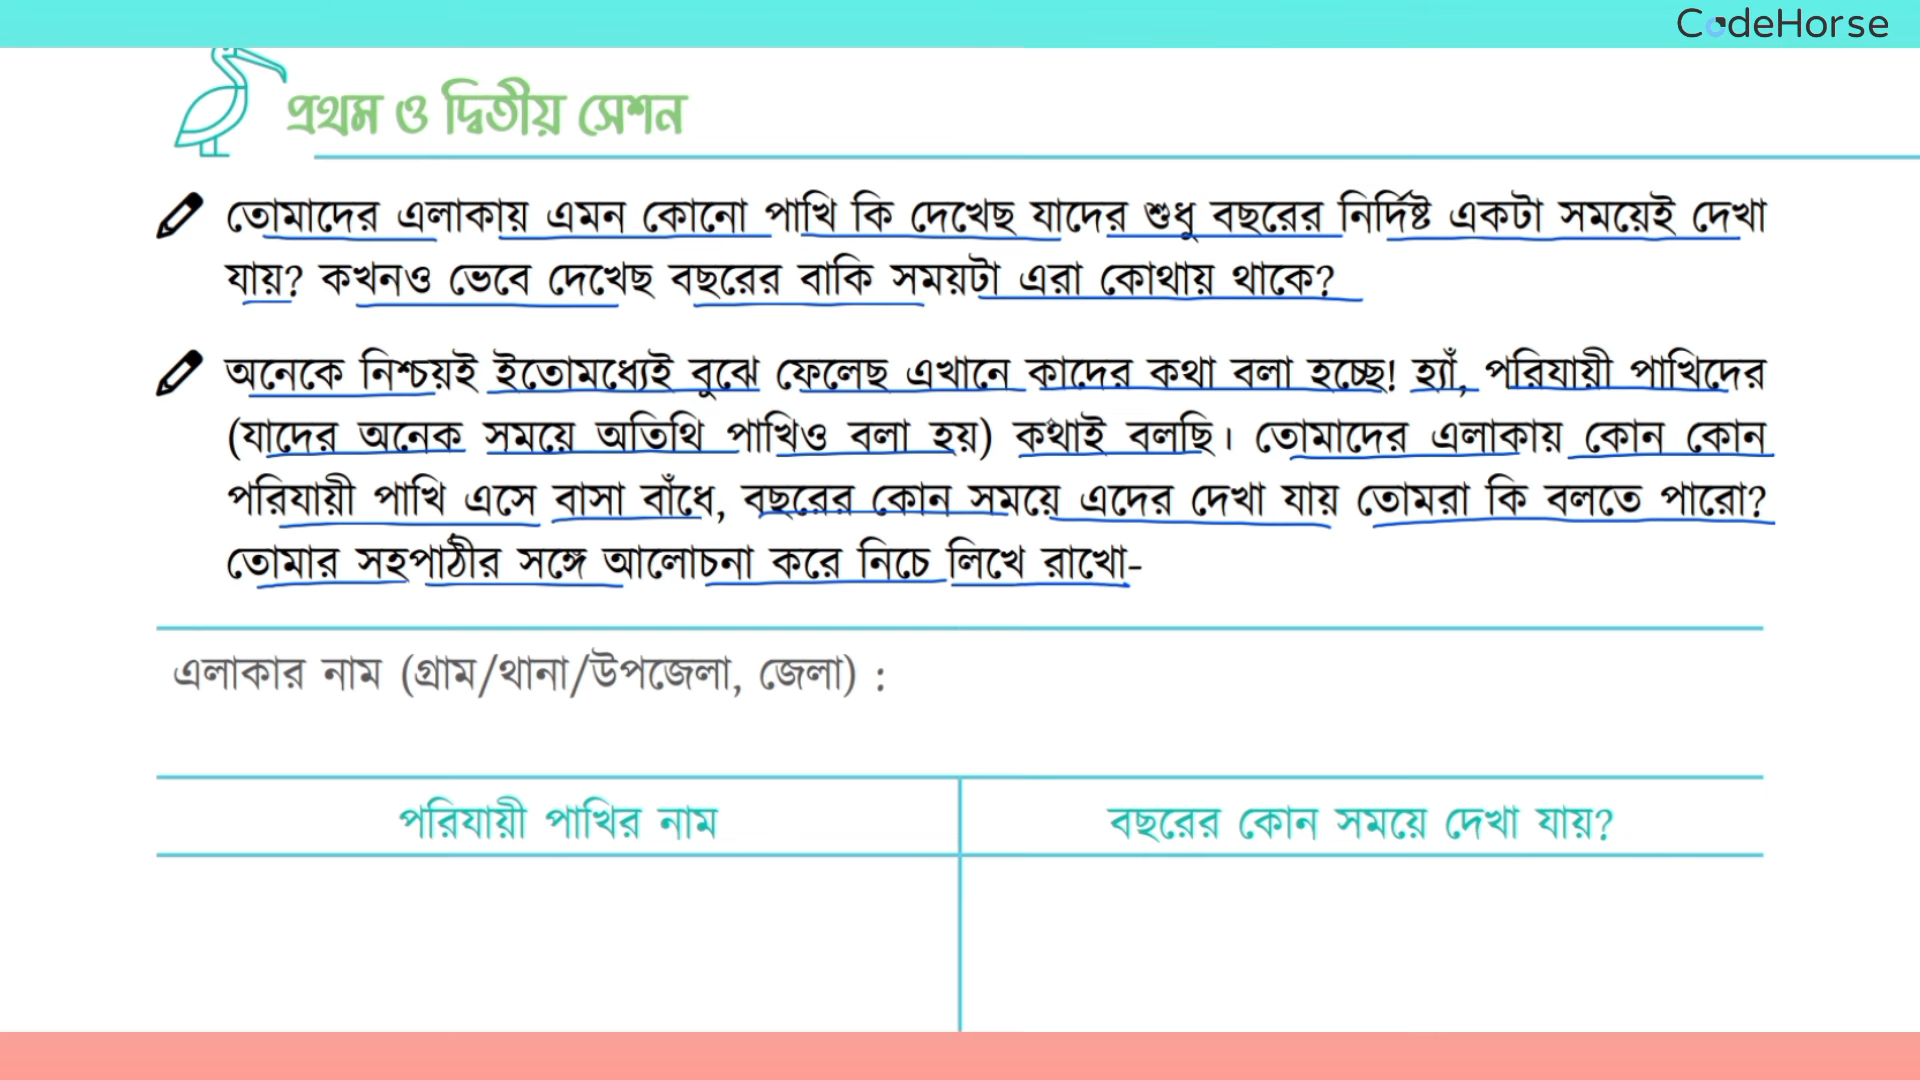 CodeHorse
প্রথম ও দ্বিতীয় সেশন
তোমাদের এলাকায় এমন কোনো পাখি কি দেখেছ যাদের শুধু বছরের নির্দিষ্ট একটা সময়েই দেখা
যায়? কখনও ভেবে দেখেছ বছরের বাকি সময়টা এরা কোথায় থাকে?
অনেকে নিশ্চয়ই ইতোমধ্যেই বুঝে ফেলেছ এখানে কাদের কথা বলা হচ্ছে! হ্যাঁ, পরিযায়ী পাখিদের
(যাদের অনেক সময়ে অতিথি পাখিও বলা হয়) কথাই বলছি। তোমাদের এলাকায় কোন কোন
পরিযায়ী পাখি এসে বাসা বাঁধে, বছরের কোন সময়ে এদের দেখা যায় তোমরা কি বলতে পারো?
তোমার সহপাঠীর সঙ্গে আলোচনা করে নিচে লিখে রাখো-
এলাকার নাম (গ্রাম/থানা/উপজেলা, জেলা) :
পরিযায়ী পাখির নাম
বছরের কোন সময়ে দেখা যায়?